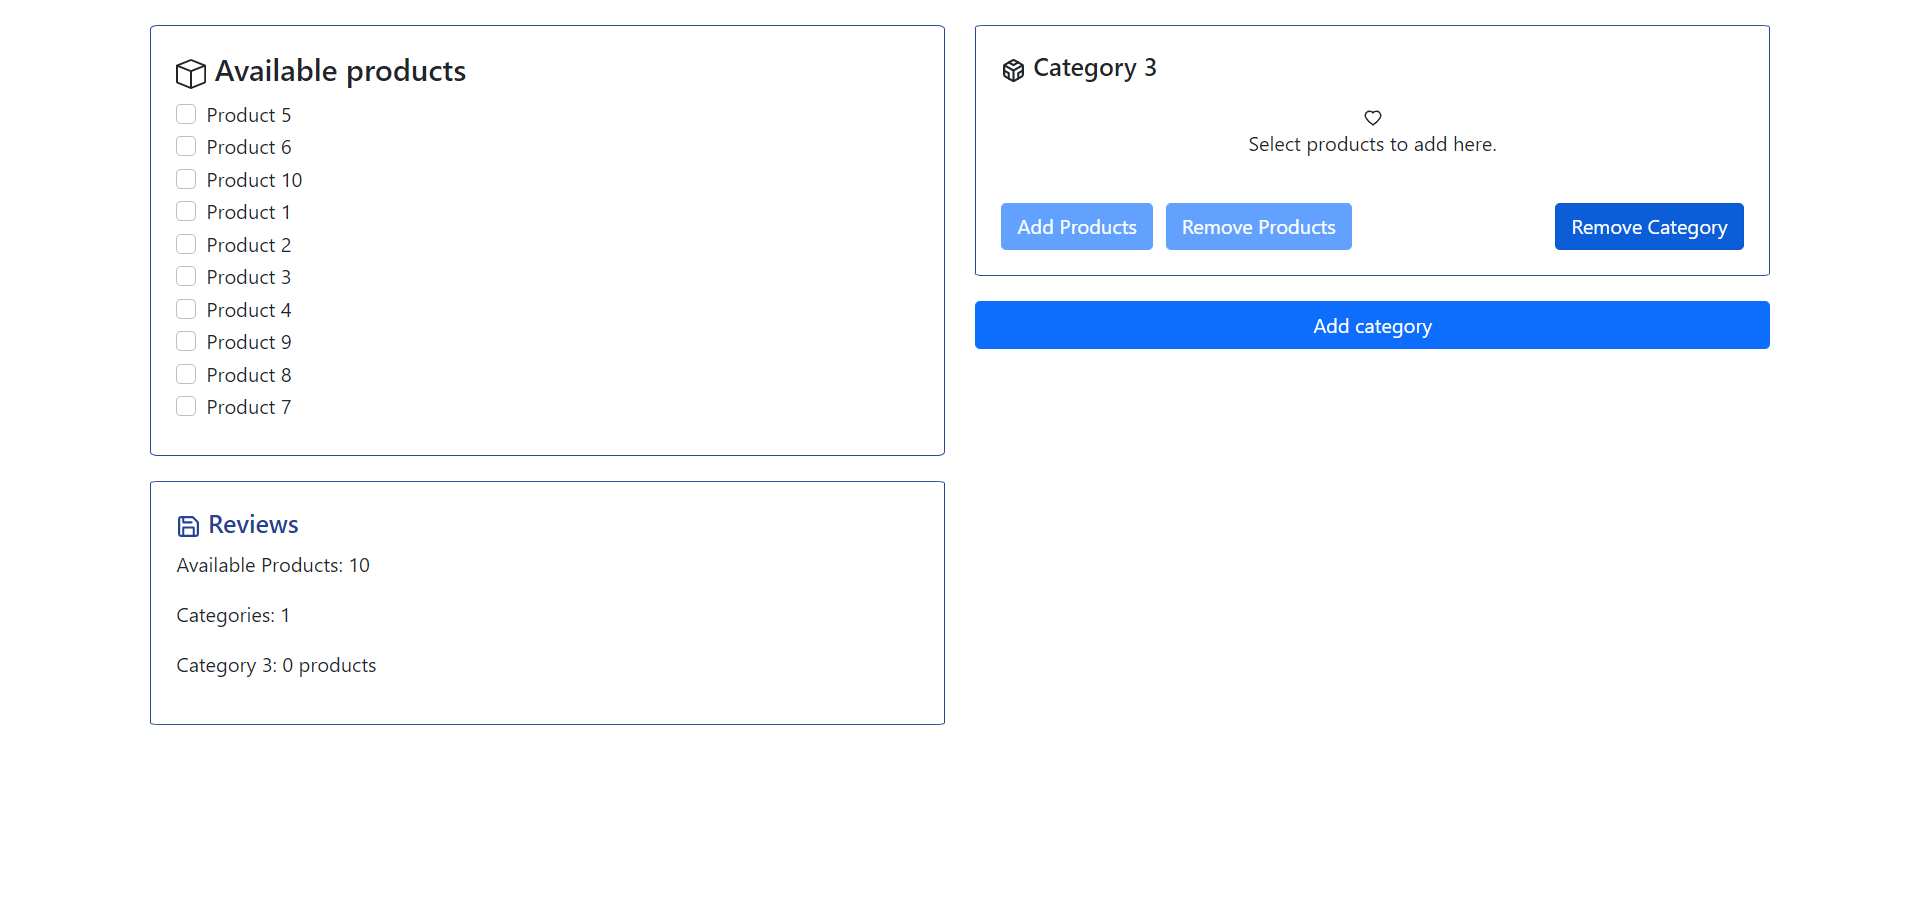 Available products
Product 5
Product 6
Product 10
Product 1
Product 2
Product 3
Product 4
Product 9
Product 8
Product 7
Reviews
Available Products: 10
Categories: 1
Category 3: 0 products
Category 3
Select products to add here.
Add Products
Remove Products
Remove Category
Add category